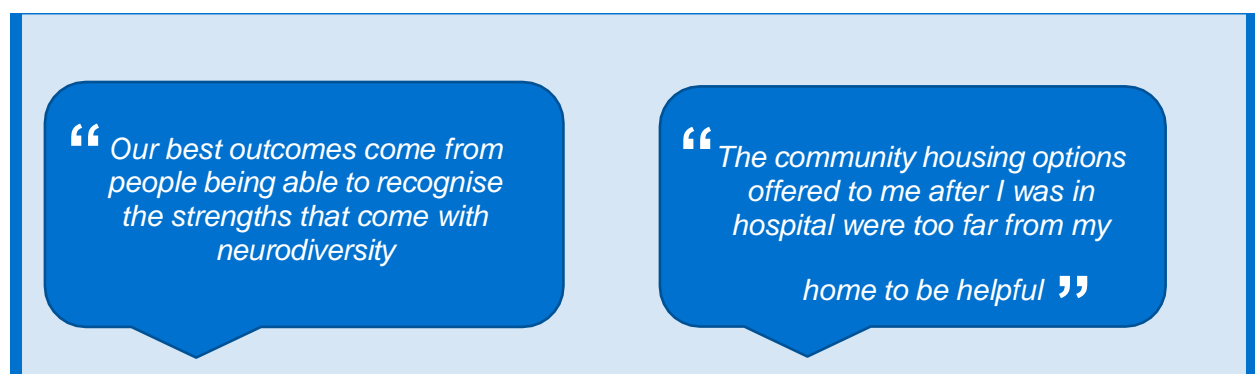 “ Our best outcomes come from
people being able to recognise
the strengths that come with
neurodiversity
“ The community housing options
offered to me after I was in
hospital were too far from my
home to be helpful ”